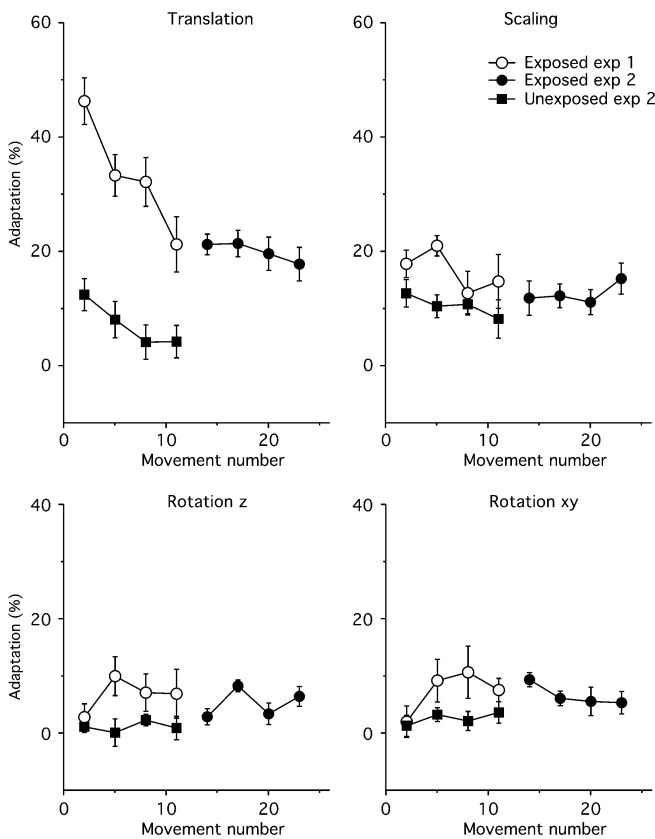 Translation
Scaling
60
40
20
0
Adaptation (%)
0
10
20
Movement number
60
40
20
0
0
10
20
Movement number
Exposed exp 1
Exposed exp 2
Unexposed exp 2
Rotation z
Rotation xy
40
20
0
Adaptation (%)
0
10
20
Movement number
40
20
0
0
10
20
Movement number